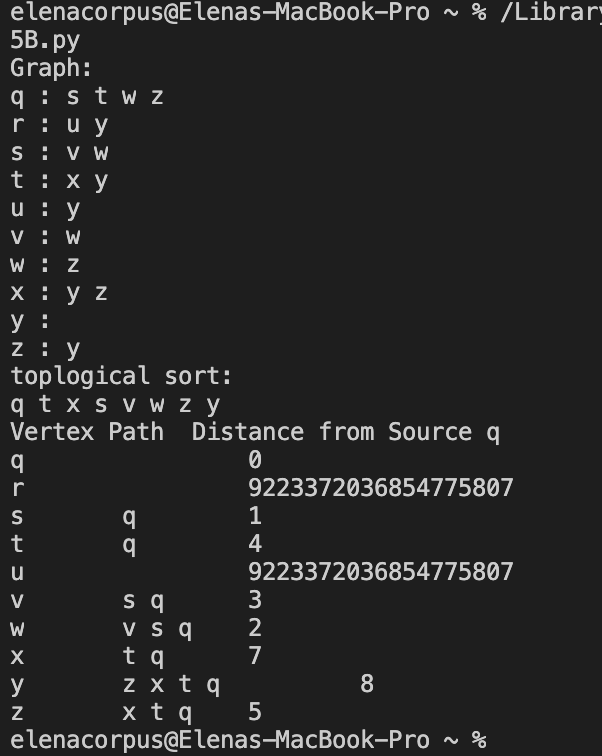 elenacorpus@Elenas-MacBook-Pro ~ % /Library
5B.py
Graph:
q : s t w z
r : u y
s : v w
t : x y
u : y
v : w
w : z
x : y z
y :
z : y
toplogical sort:
q t x s v w z y
Vertex Path  Distance from Source q
q                 0
r                 9223372036854775807
s        q        1
t        q        4
u                 9223372036854775807
v        s q      3
w        v s q    2
x        t q      7
y        z x t q          8
z        x t q    5
elenacorpus@Elenas-MacBook-Pro ~ %